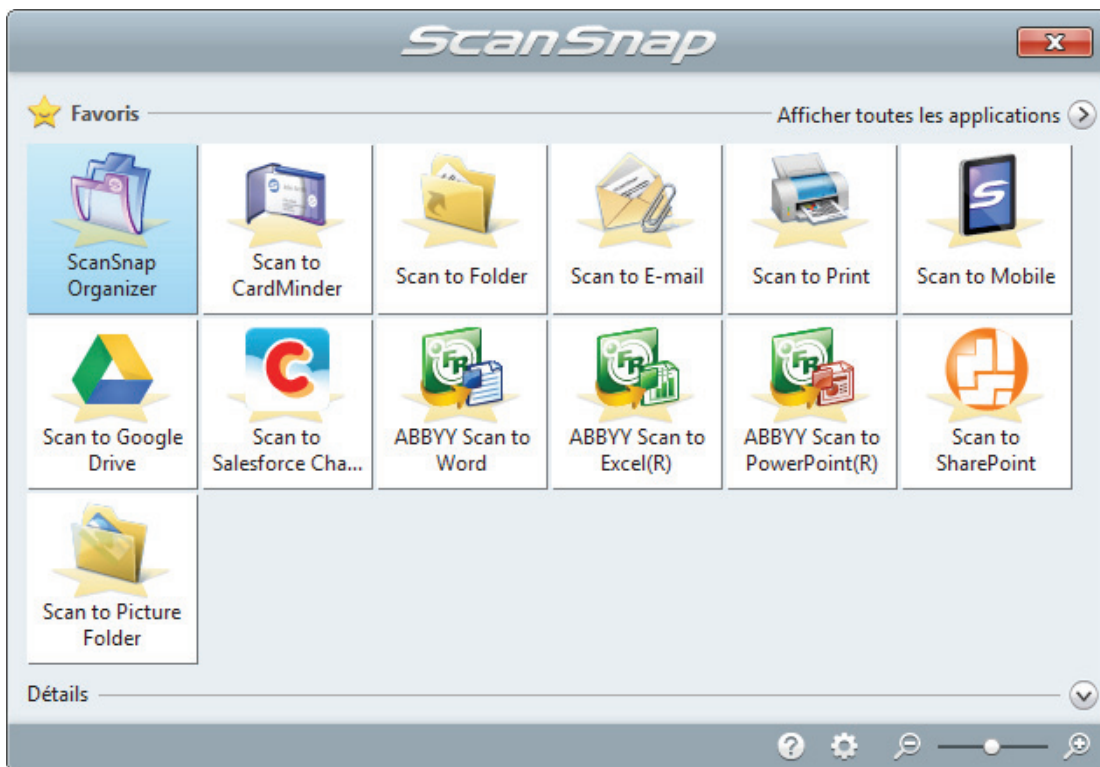 ScanSnap
Favoris
Afficher toutes les applications
ScanSnap
Organizer
Scan to
CardMinder
Scan to Folder
Scan to E-mail
Scan to Print
Scan to Mobile
Scan to Google
Drive
Scan to
Salesforce Cha...
ABBYY Scan to
Word
ABBYY Scan to
Excel(R)
ABBYY Scan to
PowerPoint(R)
Scan to
SharePoint
Scan to Picture
Folder
Détails